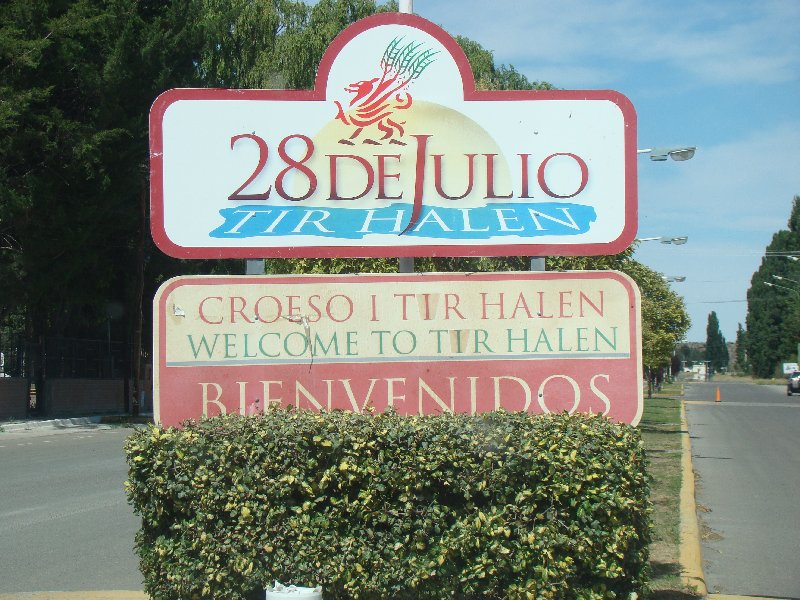 28 DE JULIO
TIR HALEN
CROESO I TIR HALEN
WELCOME TO TIR HALEN
BIENVENIDOS